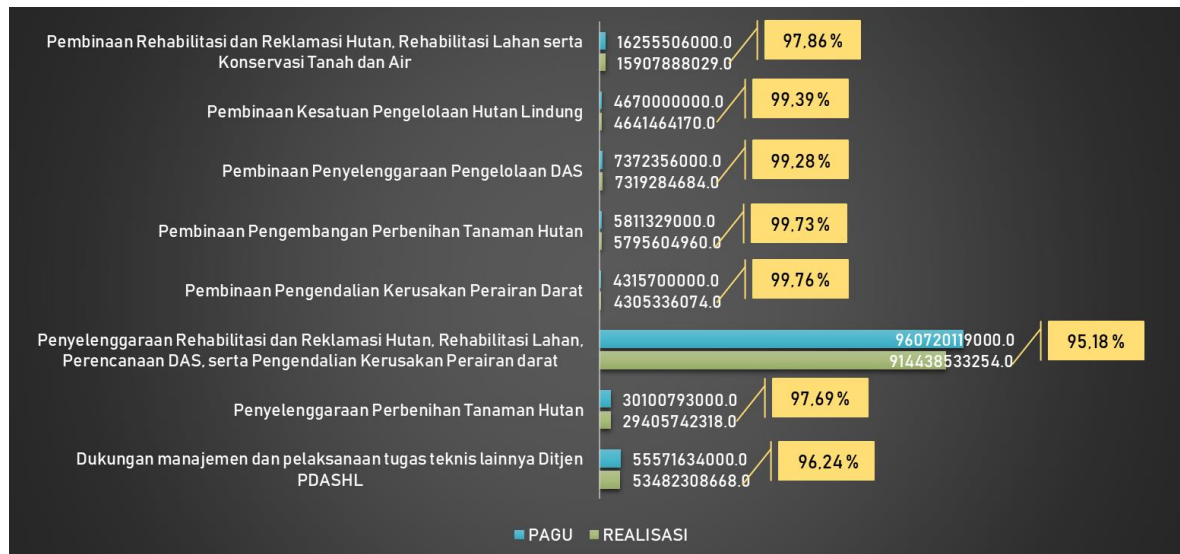 Pembinaan Rehabilitasi dan Reklamasi Hutan, Rehabilitasi Lahan serta
Konservasi Tanah dan Air
16255506000.0
15907888029.0
97,86%
Pembinaan Kesatuan Pengelolaan Hutan Lindung
4670000000.0
4641464170.0
99,39%
Pembinaan Penyelenggaraan Pengelolaan DAS
7372356000.0
7319284684.0
99,28%
Pembinaan Pengembangan Perbenihan Tanaman Hutan
5811329000.0
5795604960.0
99,73%
Pembinaan Pengendalian Kerusakan Perairan Darat
4315700000.0
4305336074.0
99,76%
Penyelenggaraan Rehabilitasi dan Reklamasi Hutan, Rehabilitasi Lahan,
Perencanaan DAS, serta Pengendalian Kerusakan Perairan darat
960720119000.0
914438533254.0
95,18%
Penyelenggaraan Perbenihan Tanaman Hutan
30100793000.0
29405742318.0
97,69%
Dukungan manajemen dan pelaksanaan tugas teknis lainnya Ditjen
PDASHL
55571634000.0
53482308668.0
96,24%
PAGU REALISASI